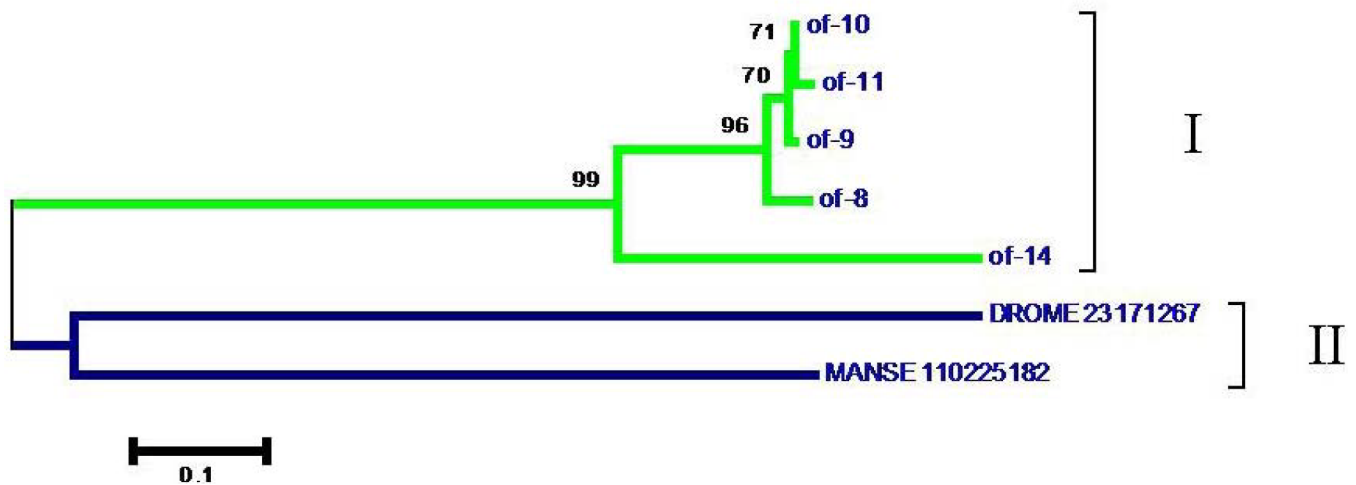 71
of-10
70
of-11
96
of-9
I
99
of-8
of-14
DROME 23171267
II
MANSE 110225182
0.1